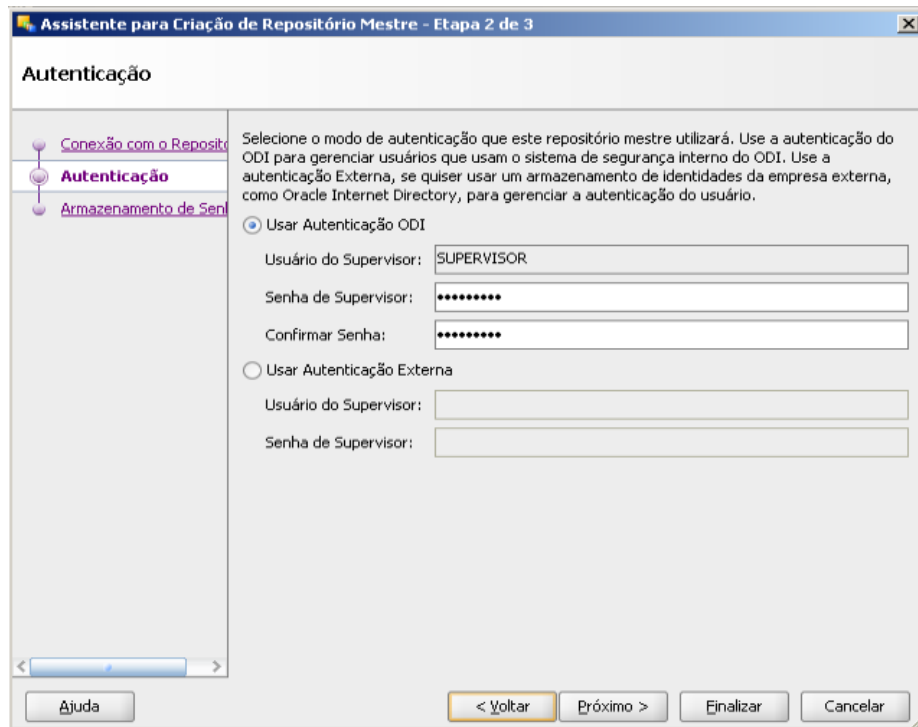 Assistente para Criação de Repositório Mestre - Etapa 2 de 3
Autenticação
Conexão com o Reposito
Autenticação
Armazenamento de Senh
Selecione o modo de autenticação que este repositório mestre utilizará. Use a autenticação do
ODI para gerenciar usuários que usam o sistema de segurança interno do ODI. Use a
autenticação Externa, se quiser usar um armazenamento de identidades da empresa externa,
como Oracle Internet Directory, para gerenciar a autenticação do usuário.
Usar Autenticação ODI
Usuário do Supervisor: SUPERVISOR
Senha de Supervisor: •••••••••
Confirmar Senha: •••••••••
Usar Autenticação Externa
Usuário do Supervisor:
Senha de Supervisor:
Ajuda < Voltar Próximo > Finalizar Cancelar